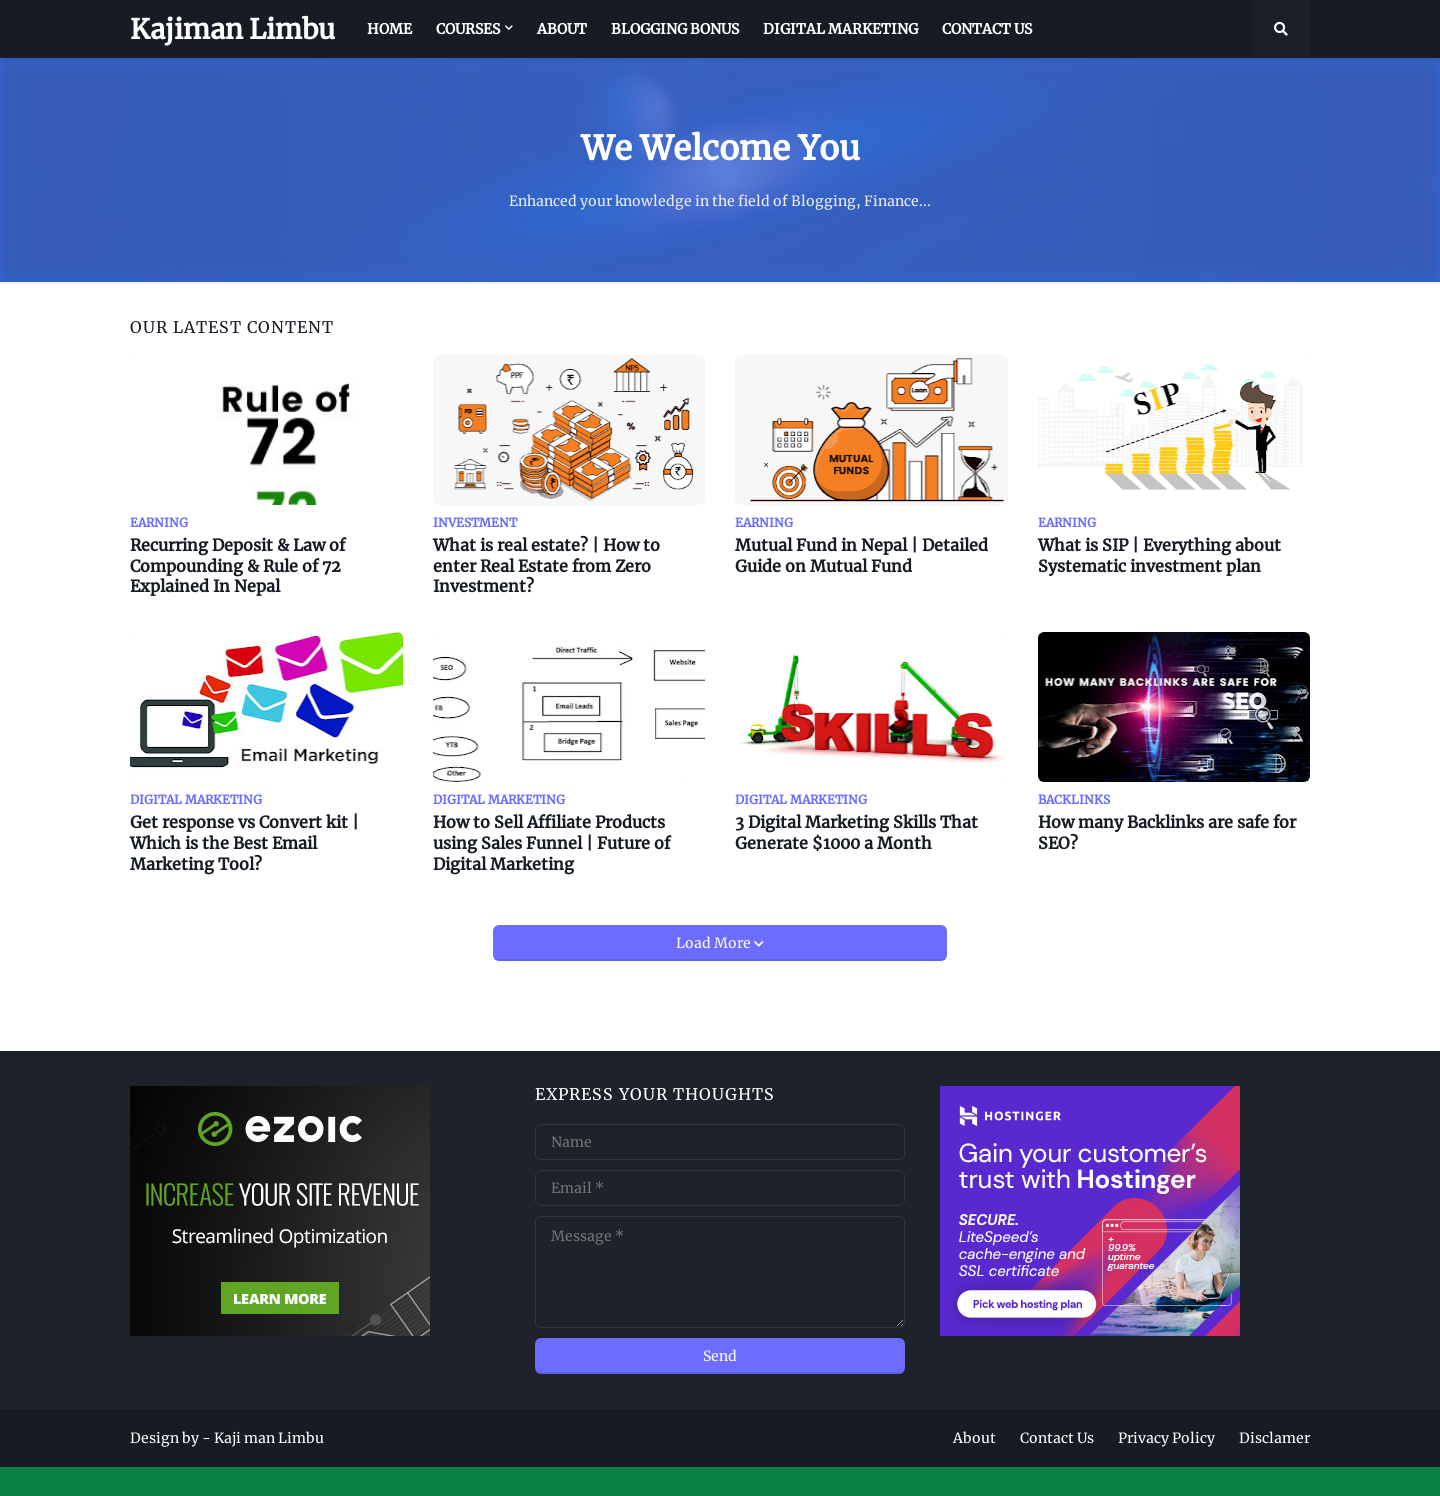 Kajiman Limbu
HOME COURSES ABOUT BLOGGING BONUS DIGITAL MARKETING CONTACT US
We Welcome You
Enhanced your knowledge in the field of Blogging, Finance...
OUR LATEST CONTENT
Rule of
72
72
EARNING
Recurring Deposit & Law of
Compounding & Rule of 72
Explained In Nepal
PPF
₹
NPS
FD
%
₹
₹
INVESTMENT
What is real estate? | How to
enter Real Estate from Zero
Investment?
Loan
MUTUAL
FUNDS
EARNING
Mutual Fund in Nepal | Detailed
Guide on Mutual Fund
SIP
EARNING
What is SIP | Everything about
Systematic investment plan
Email Marketing
DIGITAL MARKETING
Get response vs Convert kit |
Which is the Best Email
Marketing Tool?
Direct Traffic
SEO
Website
1
Email Leads
FB
2
Sales Page
Bridge Page
YTB
Other
DIGITAL MARKETING
How to Sell Affiliate Products
using Sales Funnel | Future of
Digital Marketing
SKILLS
DIGITAL MARKETING
3 Digital Marketing Skills That
Generate $1000 a Month
HOW MANY BACKLINKS ARE SAFE FOR
SEO
BACKLINKS
How many Backlinks are safe for
SEO?
Load More
ezoic
INCREASE YOUR SITE REVENUE
Streamlined Optimization
LEARN MORE
EXPRESS YOUR THOUGHTS
Name
Email *
Message *
Send
HOSTINGER
Gain your customer's
trust with Hostinger
SECURE.
LiteSpeed's
cache-engine and
SSL certificate
+
99.9%
uptime
guarantee
Pick web hosting plan
Design by - Kaji man Limbu
About Contact Us Privacy Policy Disclamer